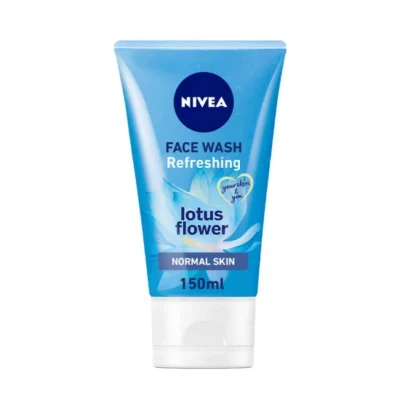 NIVEA
FACE WASH
Refreshing
your skin &
you
lotus
flower
NORMAL SKIN
150ml